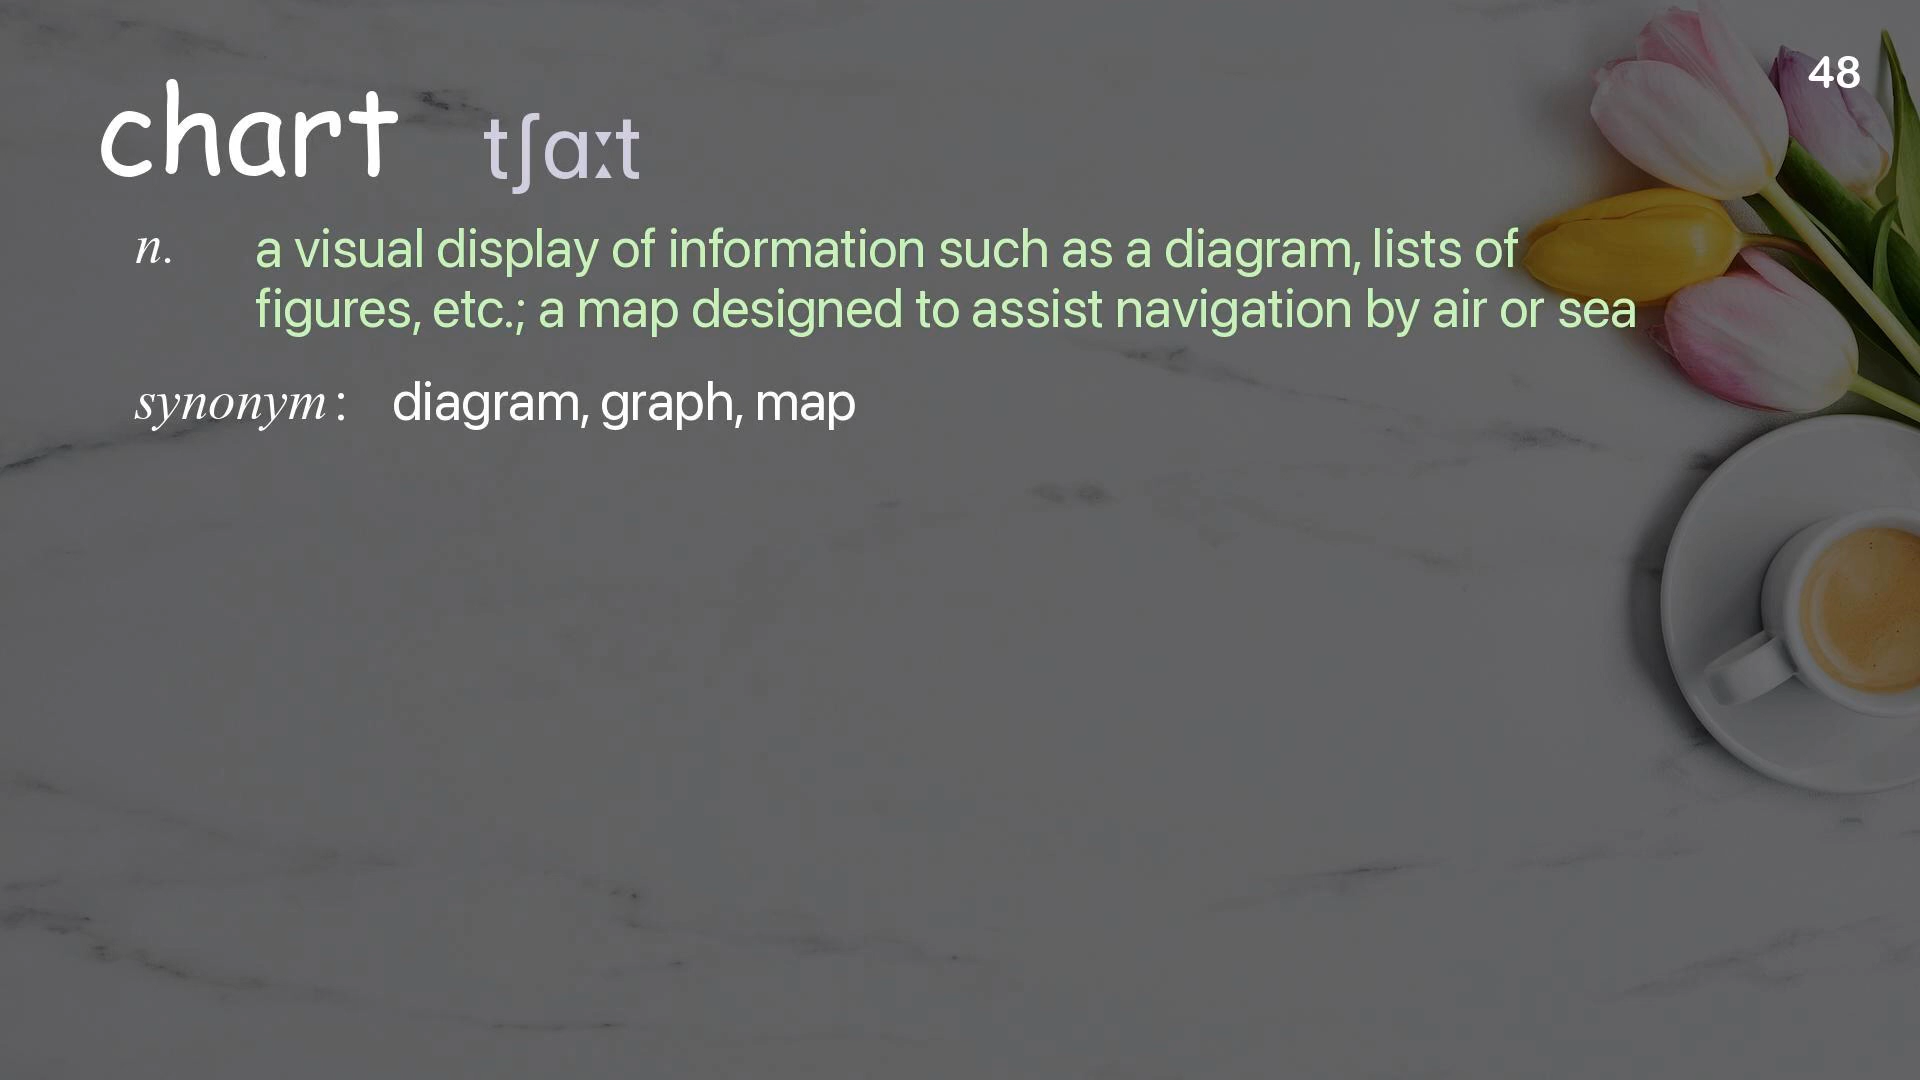 48
chart tʃɑːt
n. a visual display of information such as a diagram, lists of
figures, etc.; a map designed to assist navigation by air or sea
synonym: diagram, graph, map